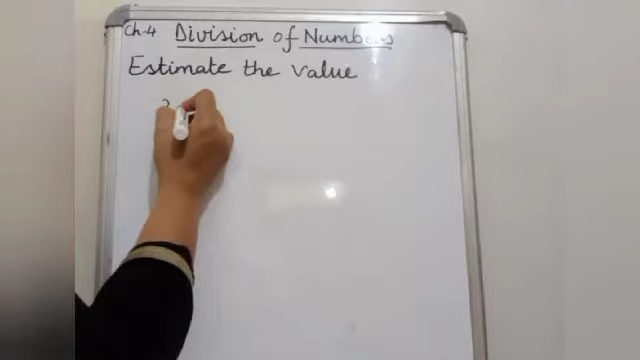 Ch-4 Division of Numbers
Estimate the value